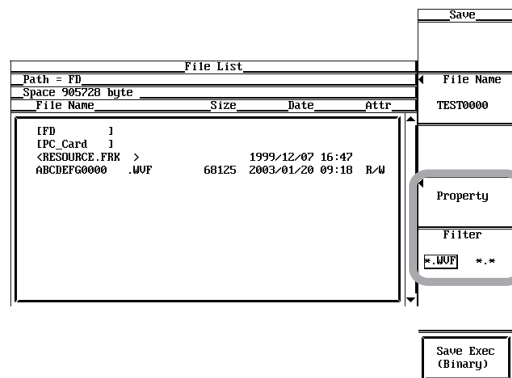 Save
File List
Path = FD
Space 905728 byte
File Name Size Date Attr
[FD ]
[PC_Card ]
<RESOURCE.FRK > 1999/12/07 16:47
ABCDEFG0000 .WVF 68125 2003/01/20 09:18 R/W
File Name
TEST0000
Property
Filter
*.WVF *.*
Save Exec
(Binary)